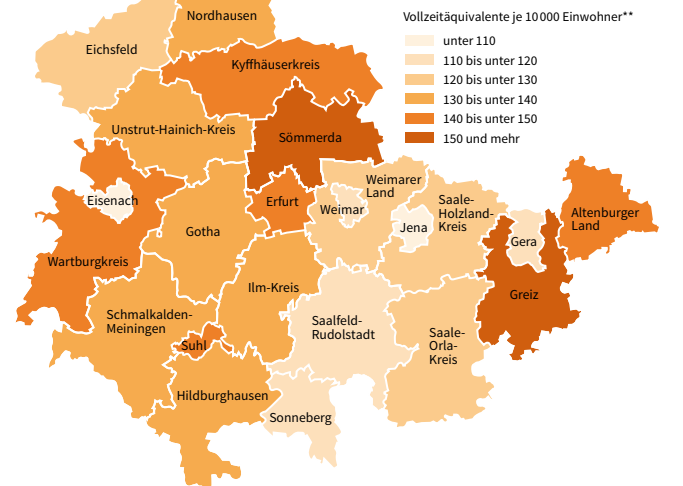 Vollzeitäquivalente je 10 000 Einwohner**
unter 110
110 bis unter 120
120 bis unter 130
130 bis unter 140
140 bis unter 150
150 und mehr
Nordhausen
Eichsfeld
Kyffhäuserkreis
Unstrut-Hainich-Kreis
Sömmerda
Eisenach
Erfurt
Weimarer
Land
Weimar
Saale-
Holzland-
Kreis
Jena
Gera
Altenburger
Land
Gotha
Wartburgkreis
Ilm-Kreis
Greiz
Schmalkalden-
Meiningen
Saalfeld-
Rudolstadt
Saale-
Orla-
Kreis
Suhl
Hildburghausen
Sonneberg